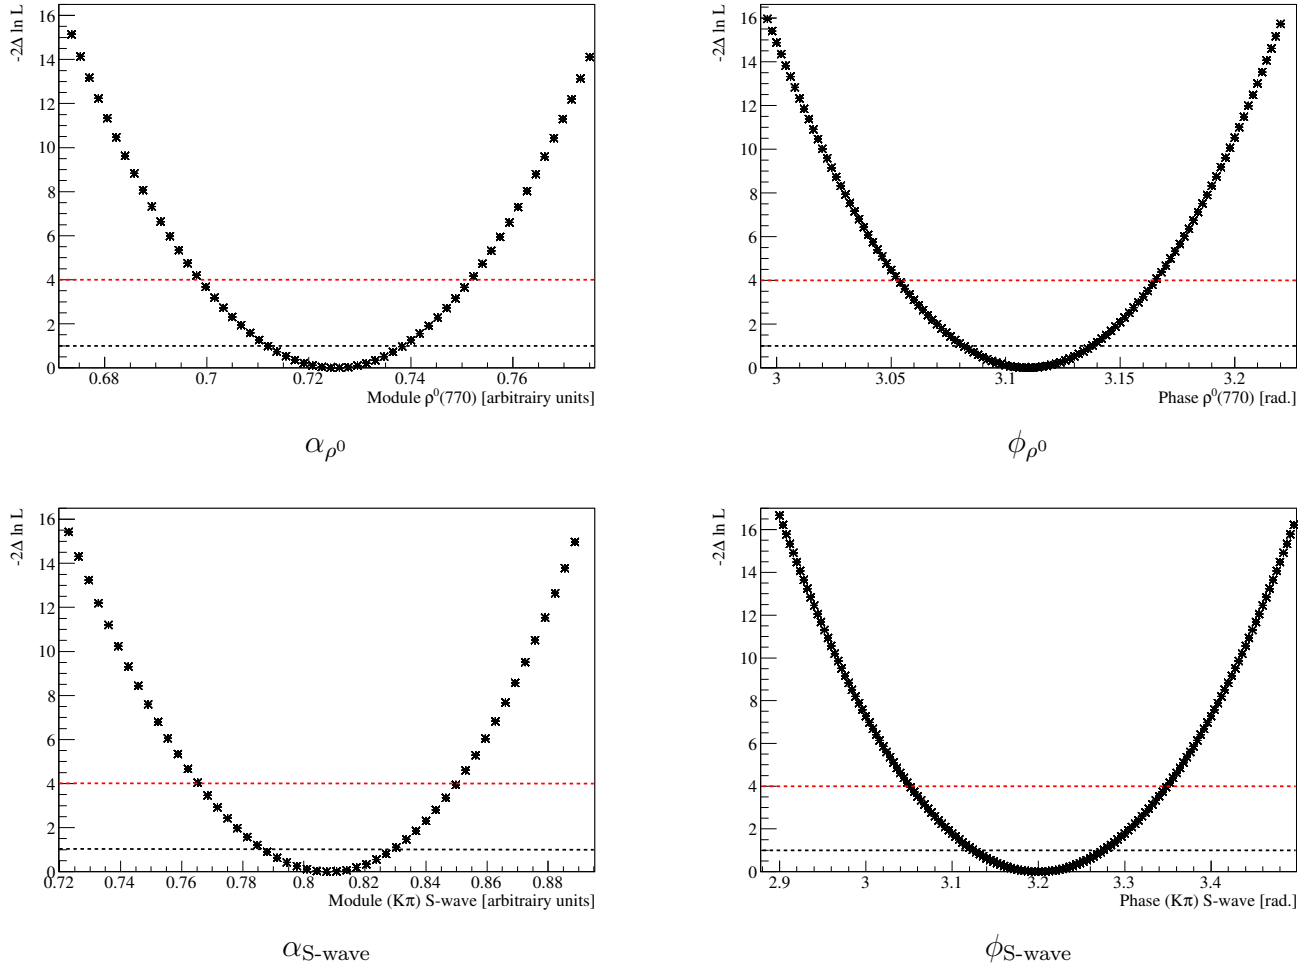 -2Δ ln L
16
14
12
10
8
6
4
2
0
0.68 0.7 0.72 0.74 0.76
Module ρ⁰(770) [arbitrairy units]
α_ρ⁰
-2Δ ln L
16
14
12
10
8
6
4
2
0
3 3.05 3.1 3.15 3.2
Phase ρ⁰(770) [rad.]
ϕ_ρ⁰
-2Δ ln L
16
14
12
10
8
6
4
2
0
0.72 0.74 0.76 0.78 0.8 0.82 0.84 0.86 0.88
Module (Kπ) S-wave [arbitrairy units]
α_S-wave
-2Δ ln L
16
14
12
10
8
6
4
2
0
2.9 3 3.1 3.2 3.3 3.4
Phase (Kπ) S-wave [rad.]
ϕ_S-wave